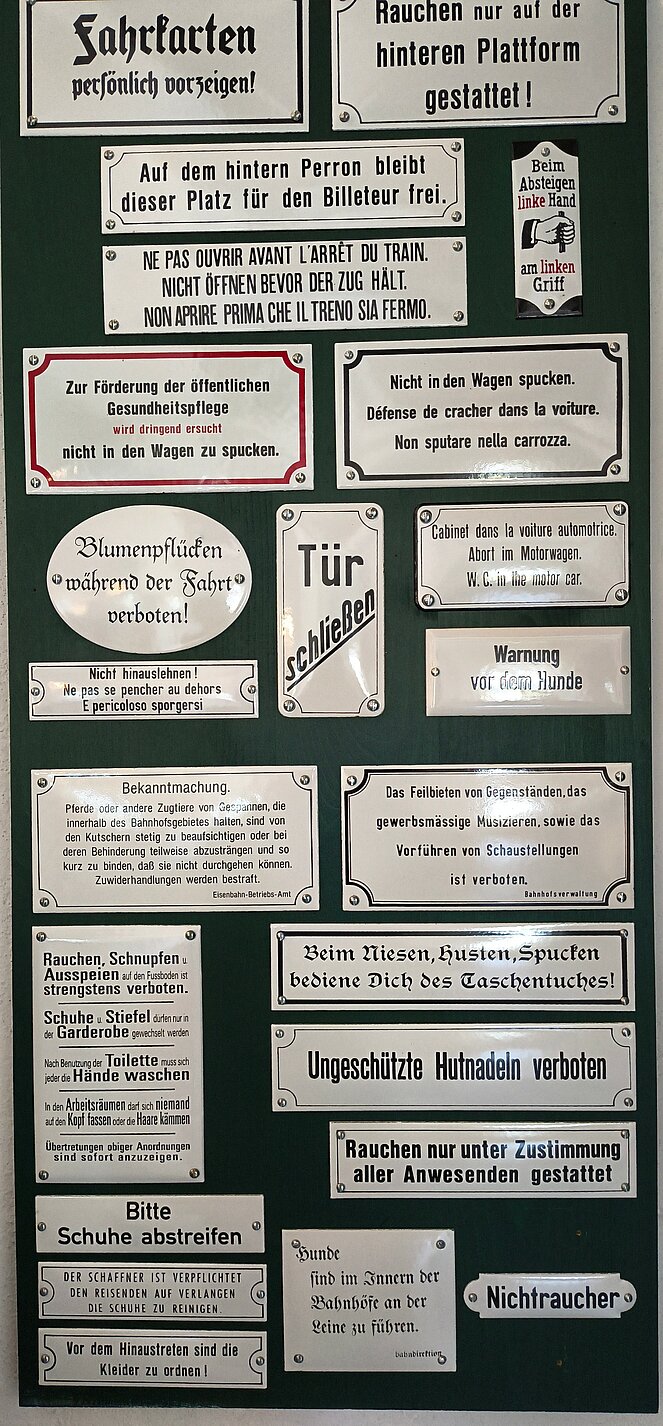 Fahrkarten
persönlich vorzeigen!
Rauchen nur auf der
hinteren Plattform
gestattet!
Auf dem hintern Perron bleibt
dieser Platz für den Billeteur frei.
Beim
Absteigen
linke Hand
am linken
Griff
NE PAS OUVRIR AVANT L'ARRÊT DU TRAIN.
NICHT ÖFFNEN BEVOR DER ZUG HÄLT.
NON APRIRE PRIMA CHE IL TRENO SIA FERMO.
Zur Förderung der öffentlichen
Gesundheitspflege
wird dringend ersucht
nicht in den Wagen zu spucken.
Nicht in den Wagen spucken.
Défense de cracher dans la voiture.
Non sputare nella carrozza.
Blumenpflücken
während der Fahrt
verboten!
Tür
schließen
Cabinet dans la voiture automotrice.
Abort im Motorwagen.
W. C. in the motor car.
Warnung
vor dem Hunde
Nicht hinauslehnen!
Ne pas se pencher au dehors
E pericoloso sporgersi
Bekanntmachung.
Pferde oder andere Zugtiere von Gespannen, die
innerhalb des Bahnhofsgebietes halten, sind von
den Kutschern stetig zu beaufsichtigen oder bei
deren Behinderung teilweise abzusträngen und so
kurz zu binden, daß sie nicht durchgehen können.
Zuwiderhandlungen werden bestraft.
Eisenbahn-Betriebs-Amt
Das Feilbieten von Gegenständen, das
gewerbsmässige Musizieren, sowie das
Vorführen von Schaustellungen
ist verboten.
Bahnhofsverwaltung
Rauchen, Schnupfen u.
Ausspeien auf den Fussboden ist
strengstens verboten.
Schuhe u. Stiefel dürfen nur in
der Garderobe gewechselt werden
Nach Benutzung der Toilette muss sich
jeder die Hände waschen
In den Arbeitsräumen darf sich niemand
auf den Kopf fassen oder die Haare kämmen
Übertretungen obiger Anordnungen
sind sofort anzuzeigen.
Beim Niesen, Husten, Spucken
bediene Dich des Taschentuches!
Ungeschützte Hutnadeln verboten
Rauchen nur unter Zustimmung
aller Anwesenden gestattet
Bitte
Schuhe abstreifen
DER SCHAFFNER IST VERPFLICHTET
DEN REISENDEN AUF VERLANGEN
DIE SCHUHE ZU REINIGEN.
Vor dem Hinaustreten sind die
Kleider zu ordnen!
Hunde
sind im Innern der
Bahnhöfe an der
Leine zu führen.
bahndirektion
Nichtraucher